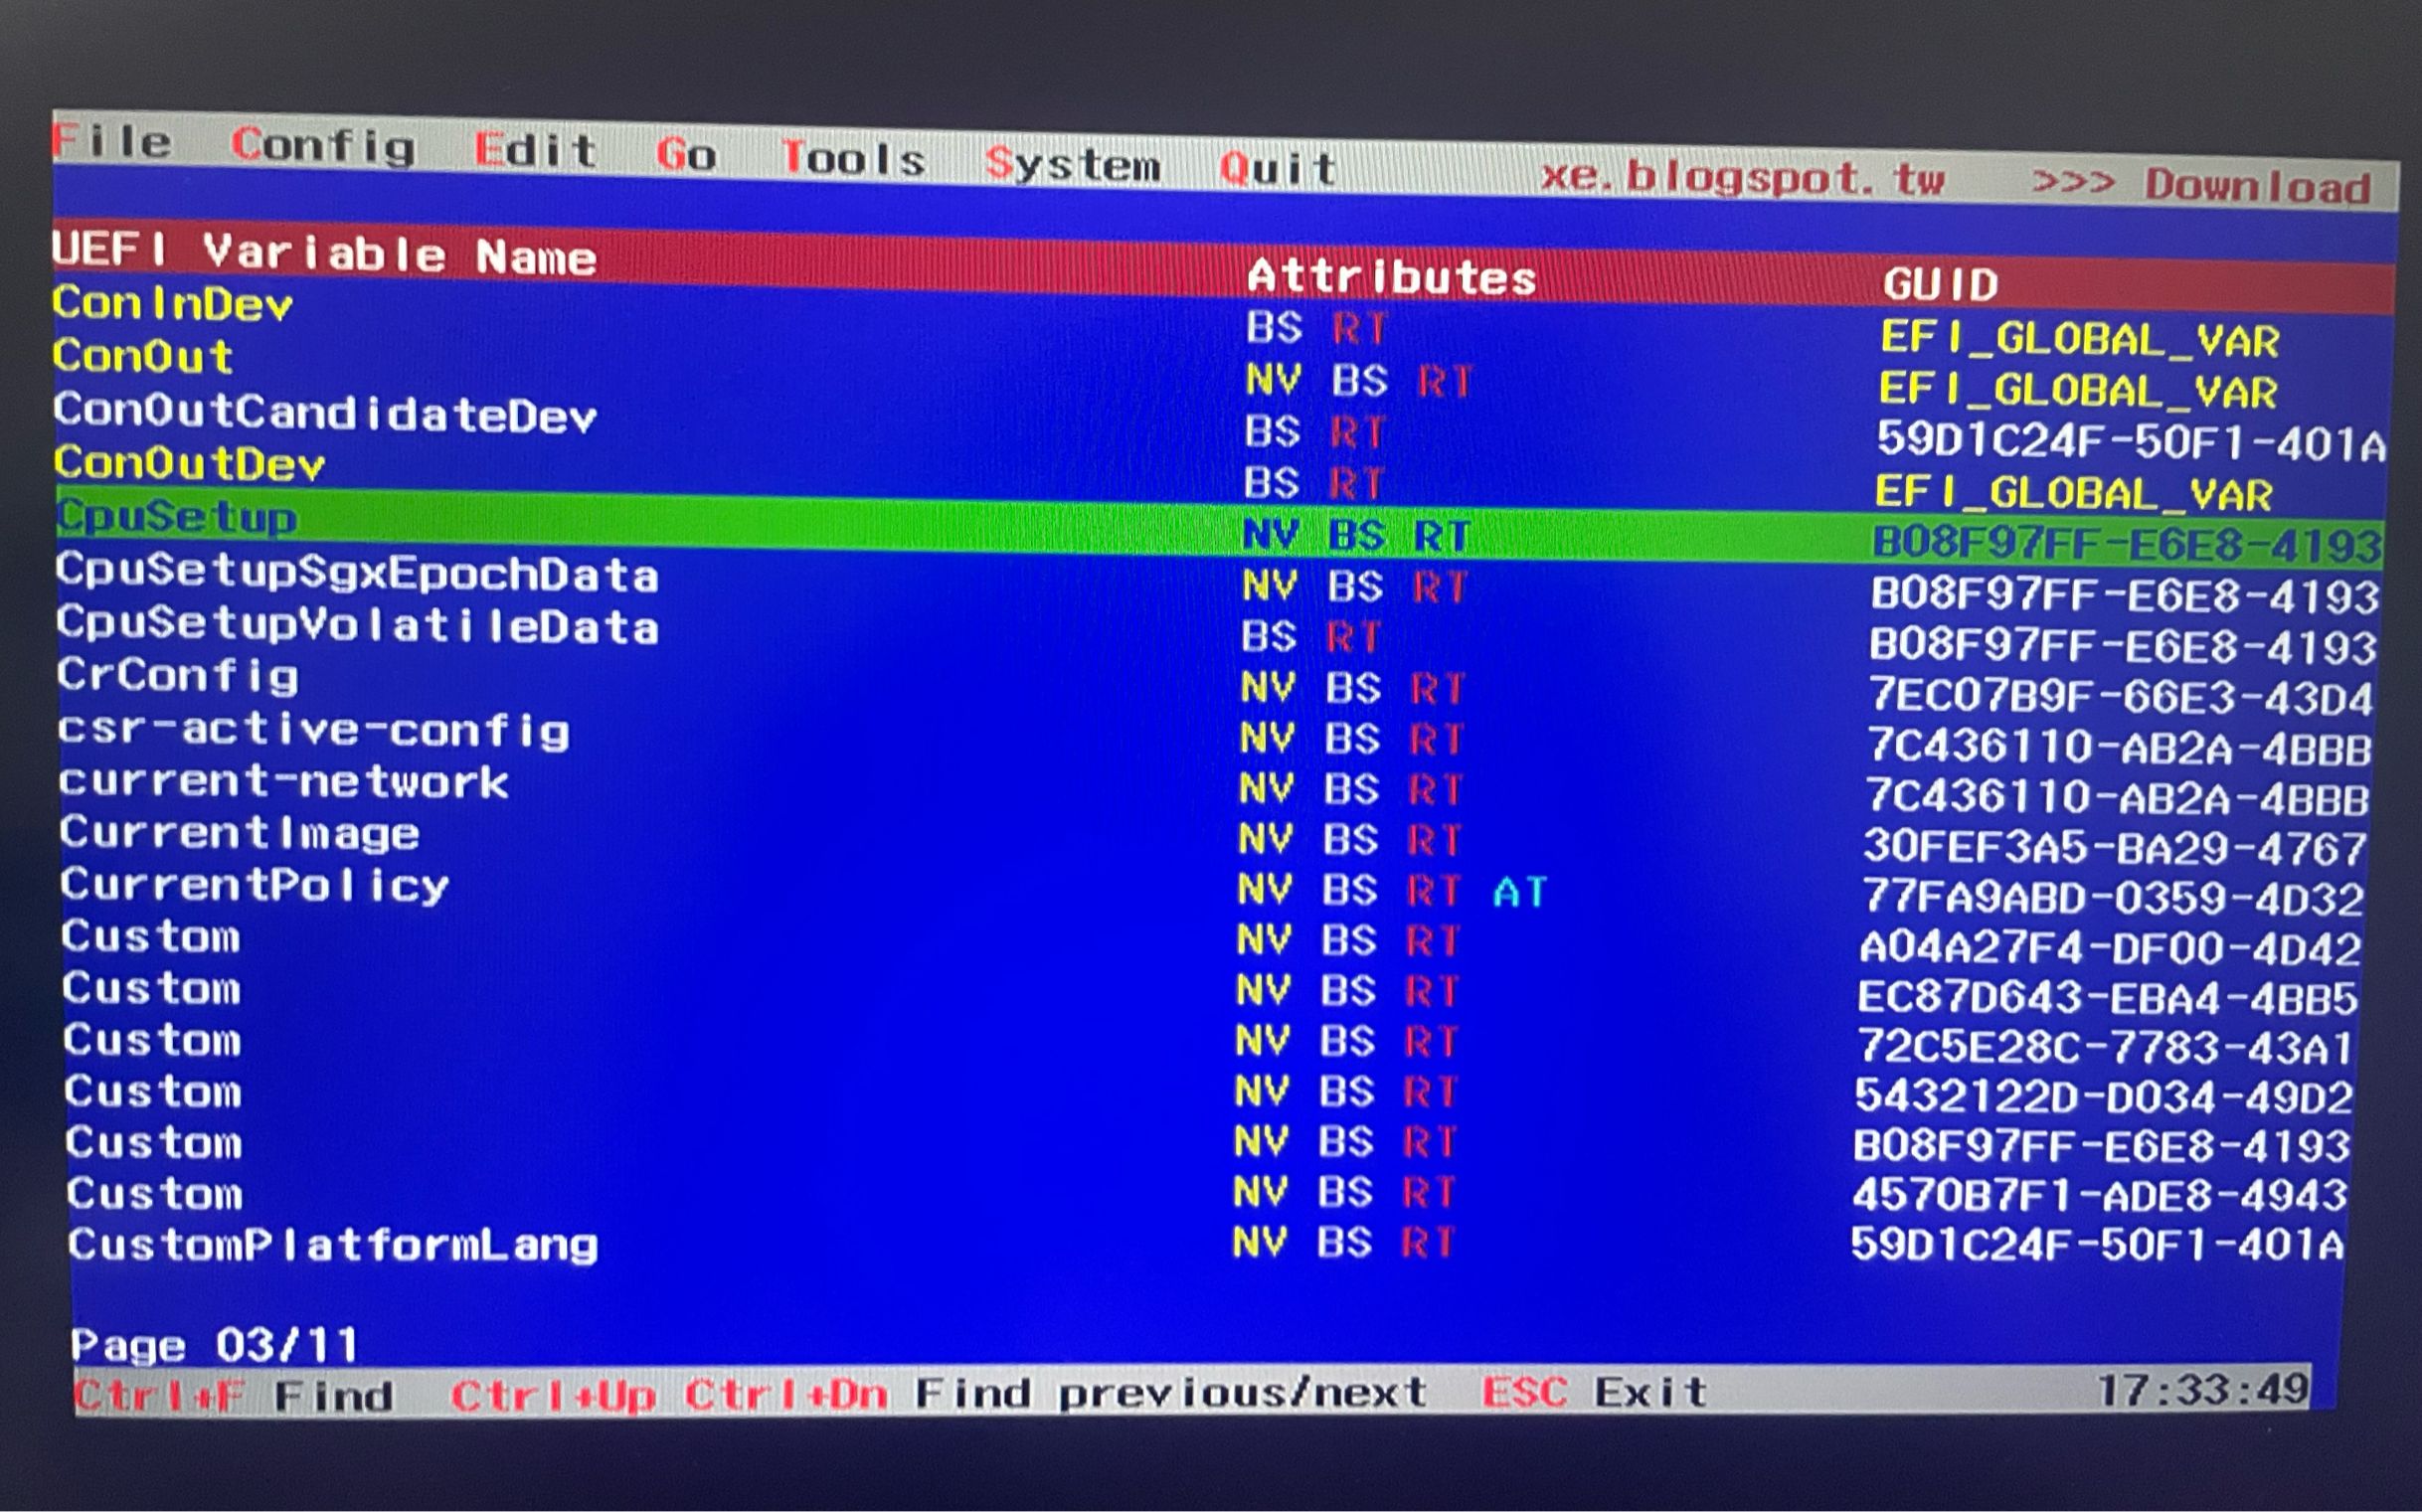 File Config Edit Go Tools System Quit xe.blogspot.tw >>> Download
UEFI Variable Name Attributes GUID
ConInDev BS RT EFI_GLOBAL_VAR
ConOut NV BS RT EFI_GLOBAL_VAR
ConOutCandidateDev BS RT 59D1C24F-50F1-401A
ConOutDev BS RT EFI_GLOBAL_VAR
CpuSetup NV BS RT B08F97FF-E6E8-4193
CpuSetupSgxEpochData NV BS RT B08F97FF-E6E8-4193
CpuSetupVolatileData BS RT B08F97FF-E6E8-4193
CrConfig NV BS RT 7EC07B9F-66E3-43D4
csr-active-config NV BS RT 7C436110-AB2A-4BBB
current-network NV BS RT 7C436110-AB2A-4BBB
CurrentImage NV BS RT 30FEF3A5-BA29-4767
CurrentPolicy NV BS RT AT 77FA9ABD-0359-4D32
Custom NV BS RT A04A27F4-DF00-4D42
Custom NV BS RT EC87D643-EBA4-4BB5
Custom NV BS RT 72C5E28C-7783-43A1
Custom NV BS RT 5432122D-D034-49D2
Custom NV BS RT B08F97FF-E6E8-4193
Custom NV BS RT 4570B7F1-ADE8-4943
CustomPlatformLang NV BS RT 59D1C24F-50F1-401A
Page 03/11
Ctrl+F Find Ctrl+Up Ctrl+Dn Find previous/next ESC Exit 17:33:49